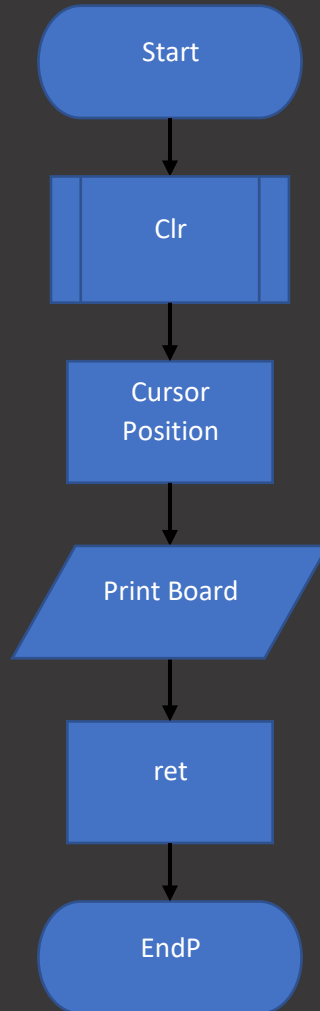 Start
Clr
Cursor
Position
Print Board
ret
EndP